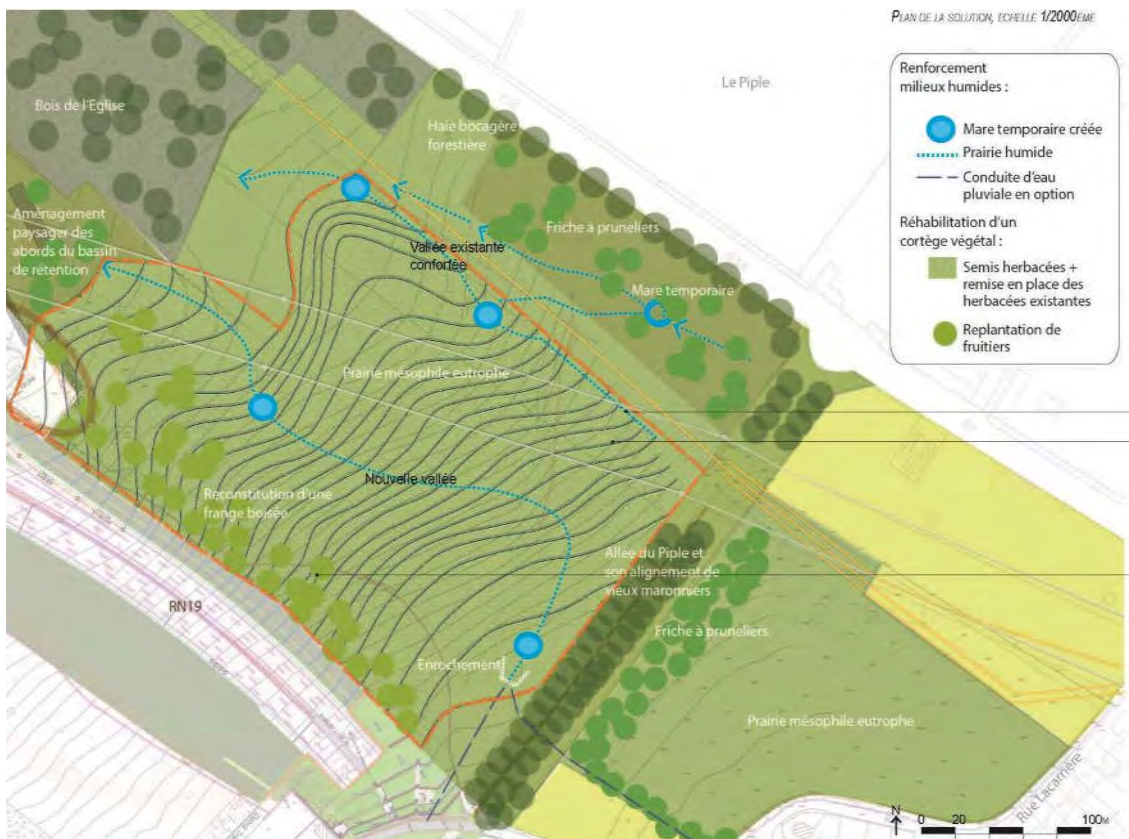 PLAN DE LA SOLUTION, ECHELLE 1/2000EME
Renforcement
milieux humides :
Mare temporaire créée
Prairie humide
Conduite d'eau
pluviale en option
Réhabilitation d'un
cortège végétal :
Semis herbacées +
remise en place des
herbacées existantes
Replantation de
fruitiers
Le Piple
Bois de l'Eglise
Haie bocagère
forestière
Aménagement
paysager des
abords du bassin
de rétention
Friche à pruneliers
Vallée existante
confortée
Mare temporaire
Prairie mésophile eutrophe
Nouvelle vallée
Reconstitution d'une
frange boisée
Allée du Piple et
son alignement de
vieux maronniers
RN19
Friche à pruneliers
Enrochement
Prairie mésophile eutrophe
Rue Lacarrière
N
0 20 100M